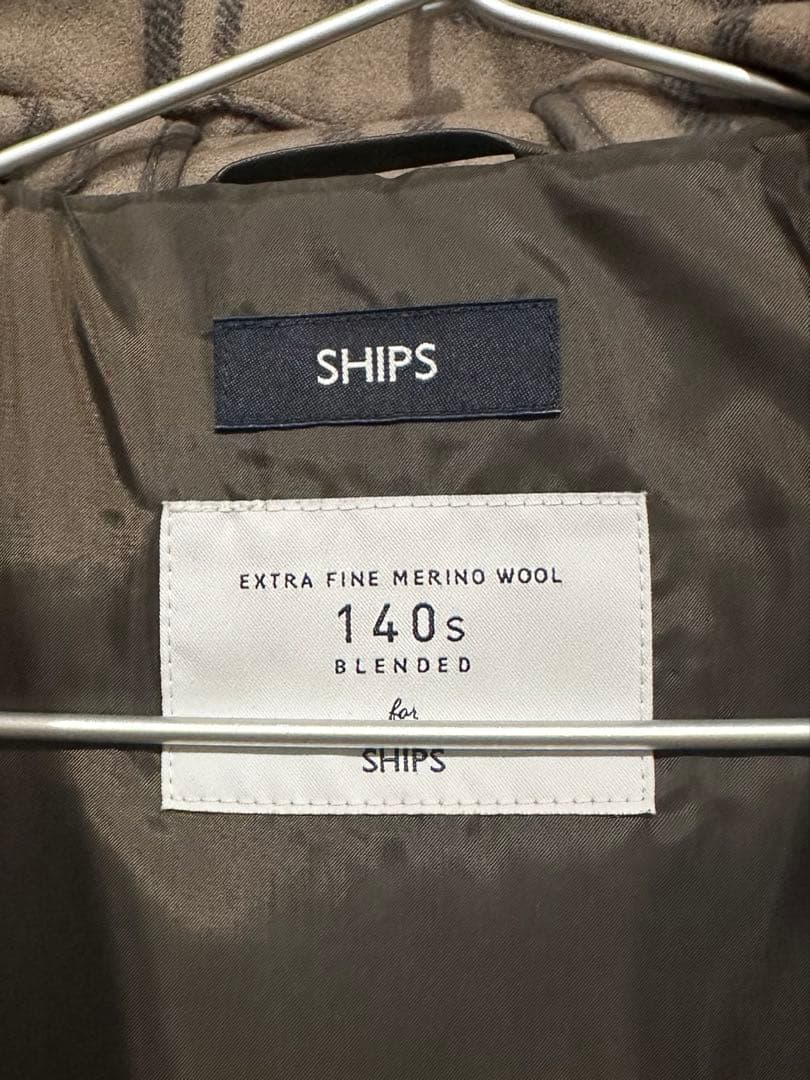 SHIPS
EXTRA FINE MERINO WOOL
140s
BLENDED
for
SHIPS